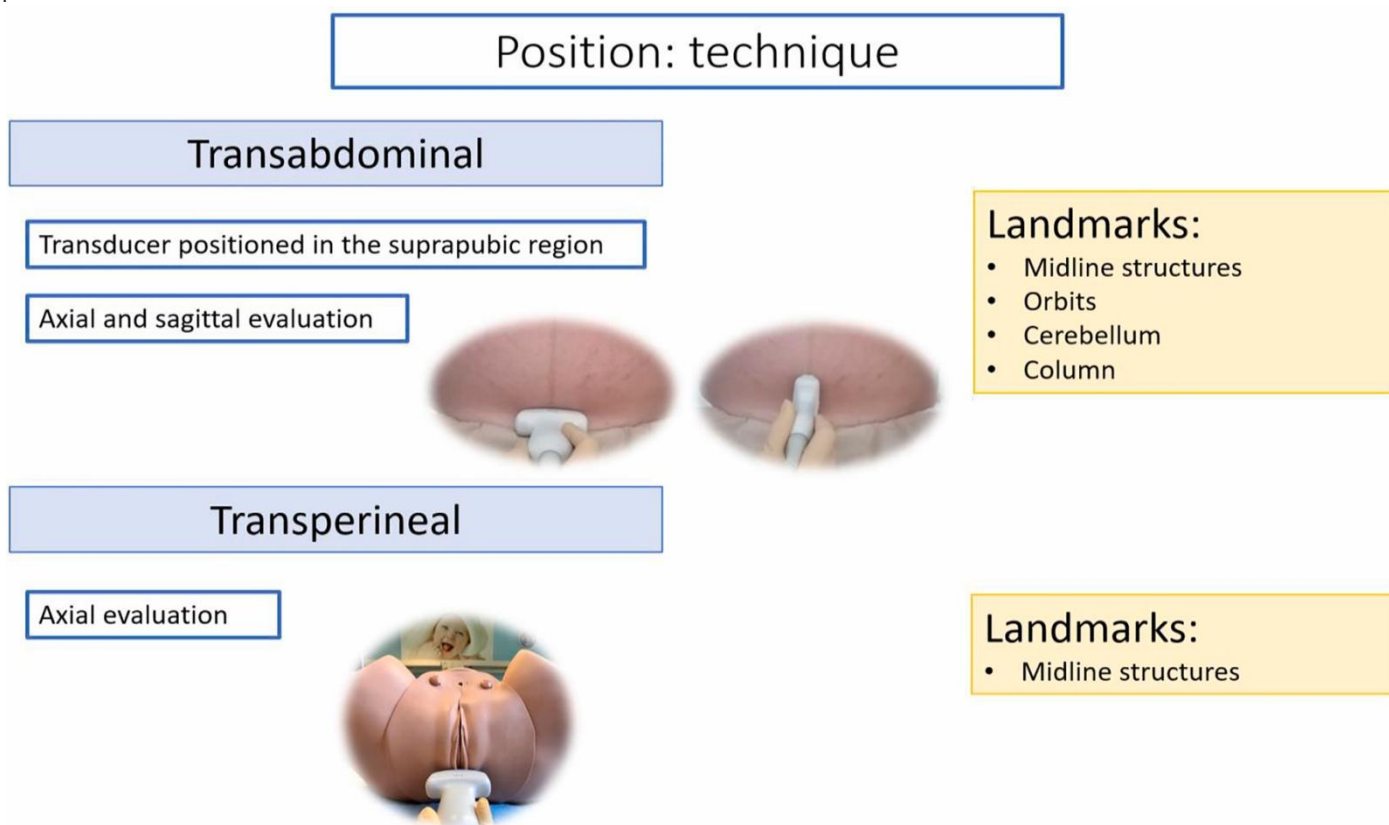 Position: technique
Transabdominal
Transducer positioned in the suprapubic region
Axial and sagittal evaluation
Landmarks:
• Midline structures
• Orbits
• Cerebellum
• Column
Transperineal
Axial evaluation
Landmarks:
• Midline structures